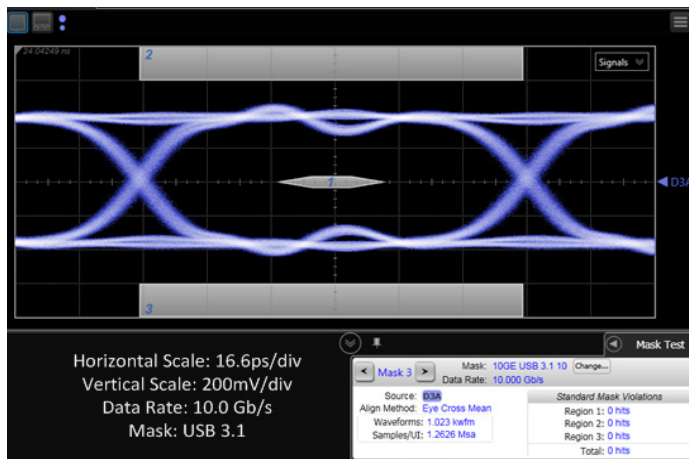 24.04249 ns
2
Signals
1
D3A
3
Horizontal Scale: 16.6ps/div
Vertical Scale: 200mV/div
Data Rate: 10.0 Gb/s
Mask: USB 3.1
Mask Test
Mask 3
Mask: 10GE USB 3.1 10 Change...
Data Rate: 10.000 Gb/s
Source: D3A
Align Method: Eye Cross Mean
Waveforms: 1.023 kwfm
Samples/UI: 1.2626 Msa
Standard Mask Violations
Region 1: 0 hits
Region 2: 0 hits
Region 3: 0 hits
Total: 0 hits